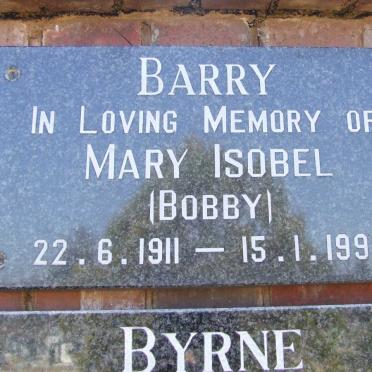 BARRY
IN LOVING MEMORY OF
MARY ISOBEL
(BOBBY)
22.6.1911 — 15.1.199
BYRNE